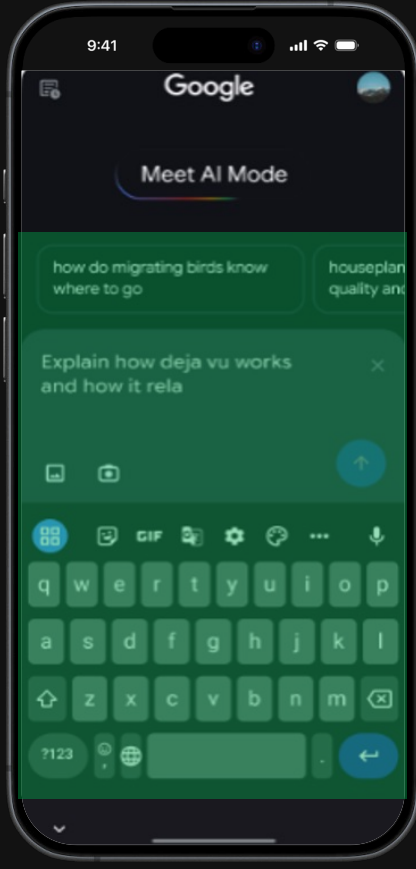 9:41
Google
Meet AI Mode
how do migrating birds know
where to go
houseplan
quality and
Explain how deja vu works
and how it rela
GIF
q w e r t y u i o p
a s d f g h j k l
z x c v b n m
?123 , .